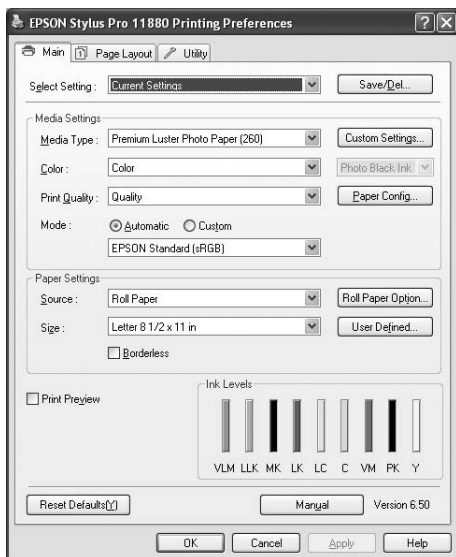 EPSON Stylus Pro 11880 Printing Preferences
Main Page Layout Utility
Select Setting : Current Settings Save/Del...
Media Settings
Media Type : Premium Luster Photo Paper (260) Custom Settings...
Color : Color Photo Black Ink
Print Quality : Quality Paper Config...
Mode : Automatic Custom
EPSON Standard (sRGB)
Paper Settings
Source : Roll Paper Roll Paper Option...
Size : Letter 8 1/2 x 11 in User Defined...
Borderless
Print Preview
Ink Levels
VLM LLK MK LK LC C VM PK Y
Reset Defaults(Y) Manual Version 6.50
OK Cancel Apply Help